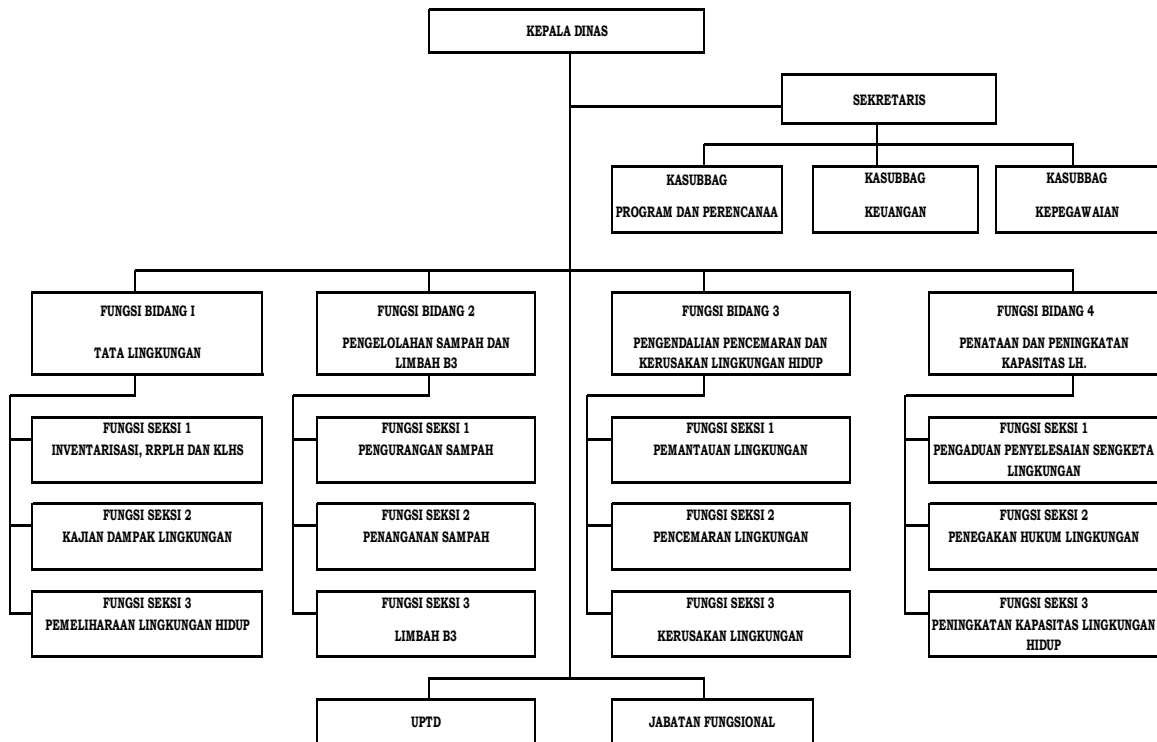 KEPALA DINAS
SEKRETARIS
KASUBBAG
PROGRAM DAN PERENCANAA
KASUBBAG
KEUANGAN
KASUBBAG
KEPEGAWAIAN
FUNGSI BIDANG I
TATA LINGKUNGAN
FUNGSI BIDANG 2
PENGELOLAHAN SAMPAH DAN
LIMBAH B3
FUNGSI BIDANG 3
PENGENDALIAN PENCEMARAN DAN
KERUSAKAN LINGKUNGAN HIDUP
FUNGSI BIDANG 4
PENATAAN DAN PENINGKATAN
KAPASITAS LH.
FUNGSI SEKSI 1
INVENTARISASI, RRPLH DAN KLHS
FUNGSI SEKSI 1
PENGURANGAN SAMPAH
FUNGSI SEKSI 1
PEMANTAUAN LINGKUNGAN
FUNGSI SEKSI 1
PENGADUAN PENYELESAIAN SENGKETA
LINGKUNGAN
FUNGSI SEKSI 2
KAJIAN DAMPAK LINGKUNGAN
FUNGSI SEKSI 2
PENANGANAN SAMPAH
FUNGSI SEKSI 2
PENCEMARAN LINGKUNGAN
FUNGSI SEKSI 2
PENEGAKAN HUKUM LINGKUNGAN
FUNGSI SEKSI 3
PEMELIHARAAN LINGKUNGAN HIDUP
FUNGSI SEKSI 3
LIMBAH B3
FUNGSI SEKSI 3
KERUSAKAN LINGKUNGAN
FUNGSI SEKSI 3
PENINGKATAN KAPASITAS LINGKUNGAN
HIDUP
UPTD
JABATAN FUNGSIONAL